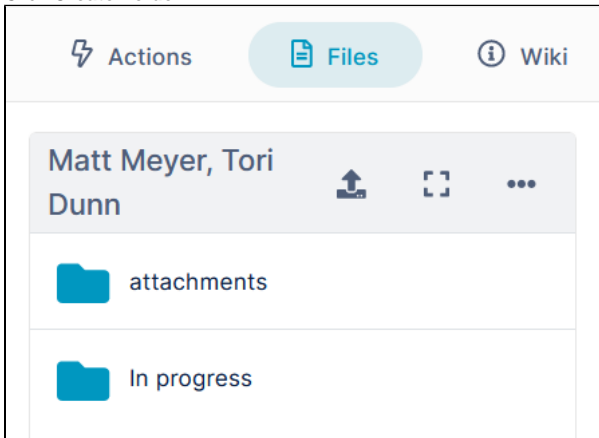 Actions Files Wiki
Matt Meyer, Tori
Dunn
attachments
In progress